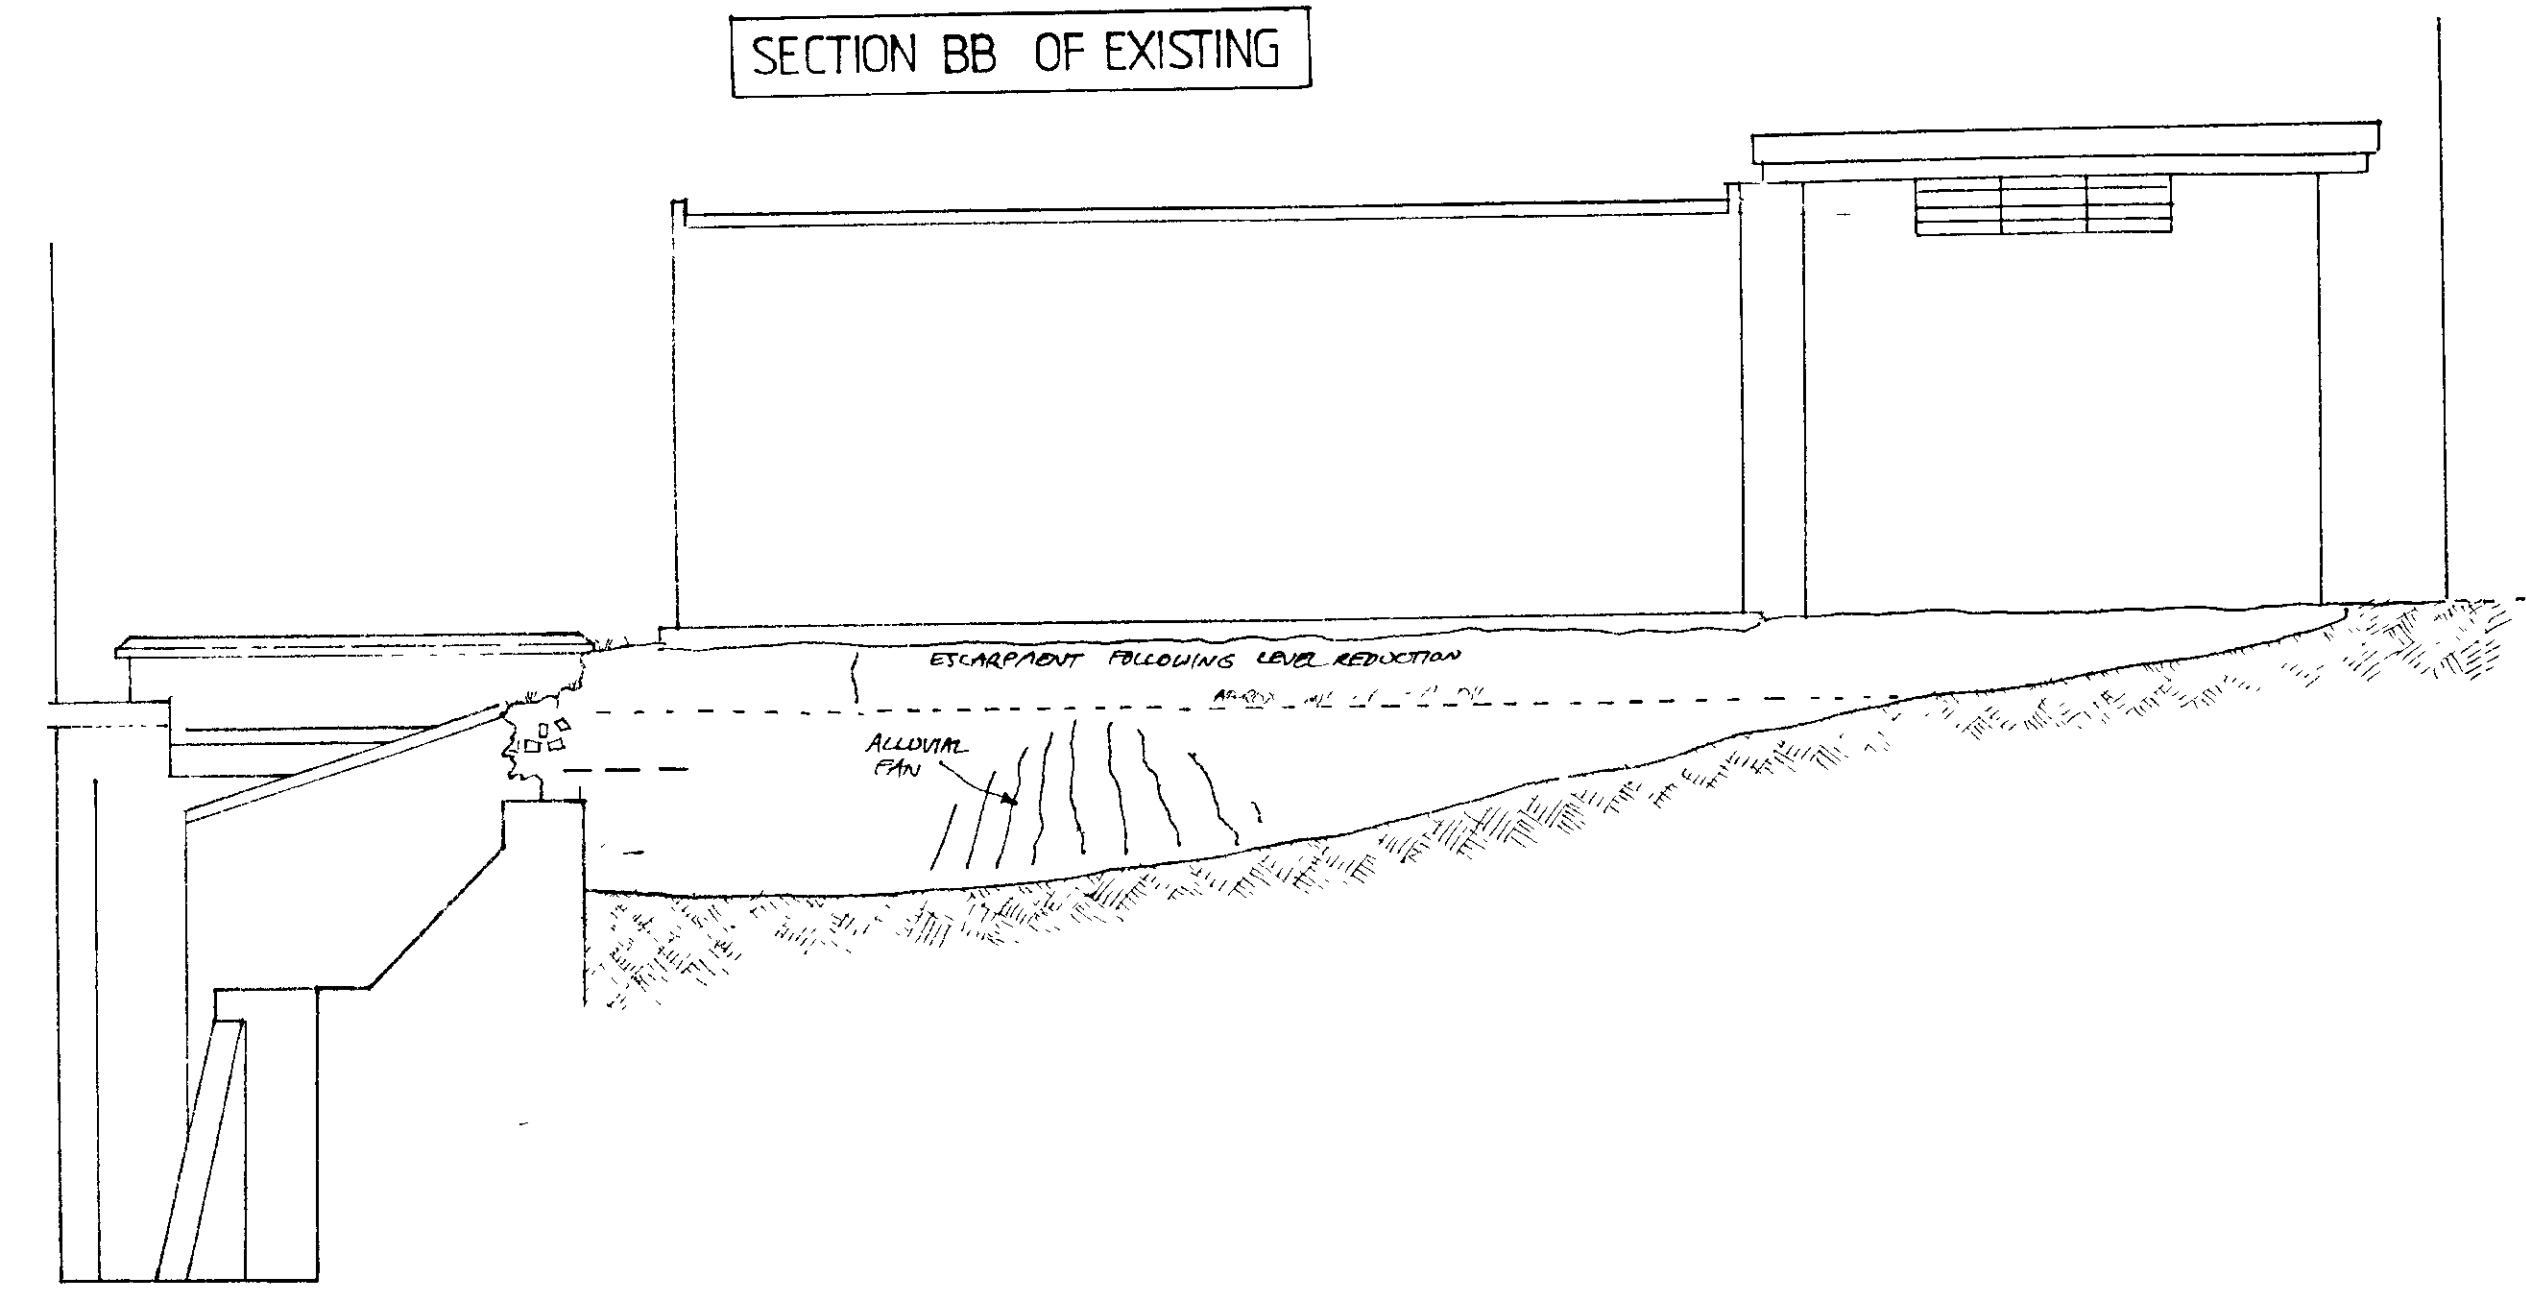 SECTION BB OF EXISTING
ESCARPMENT FOLLOWING LEVEL REDUCTION
ALLUVIAL
FAN